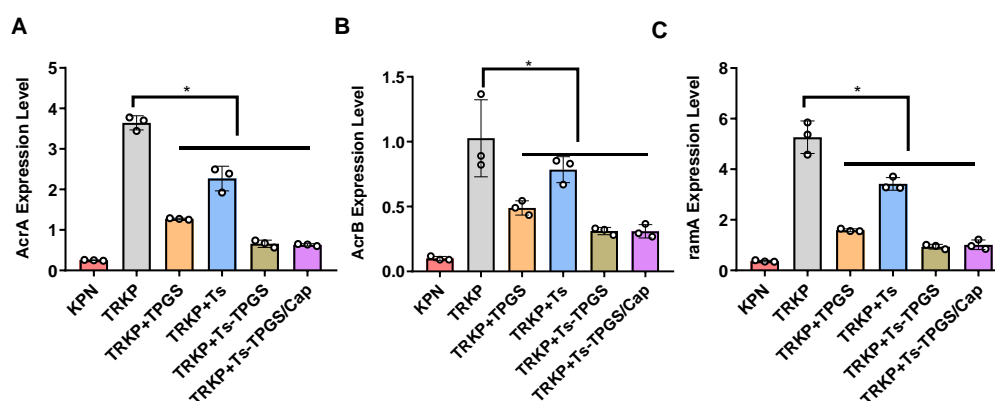 A
AcrA Expression Level
5
4
3
2
1
0
*
KPN
TRKP
TRKP+TPGS
TRKP+Ts
TRKP+Ts-TPGS
TRKP+Ts-TPGS/Cap
B
AcrB Expression Level
1.5
1.0
0.5
0.0
*
KPN
TRKP
TRKP+TPGS
TRKP+Ts
TRKP+Ts-TPGS
TRKP+Ts-TPGS/Cap
C
ramA Expression Level
8
6
4
2
0
*
KPN
TRKP
TRKP+TPGS
TRKP+Ts
TRKP+Ts-TPGS
TRKP+Ts-TPGS/Cap